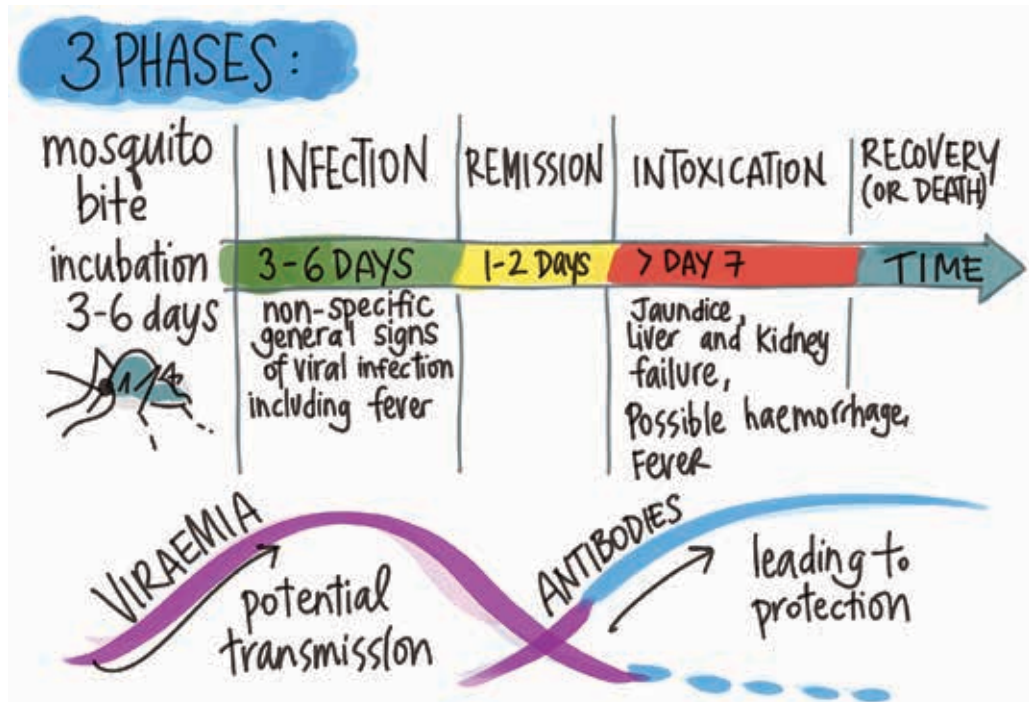 3 PHASES:
mosquito
bite
incubation
3-6 days
INFECTION
3-6 DAYS
non-specific
general signs
of viral infection
including fever
REMISSION
1-2 DAYS
INTOXICATION
> DAY 7
Jaundice,
Liver and Kidney
failure,
Possible haemorrhage,
Fever
RECOVERY
(OR DEATH)
TIME
VIRAEMIA
potential
transmission
ANTIBODIES
leading to
protection